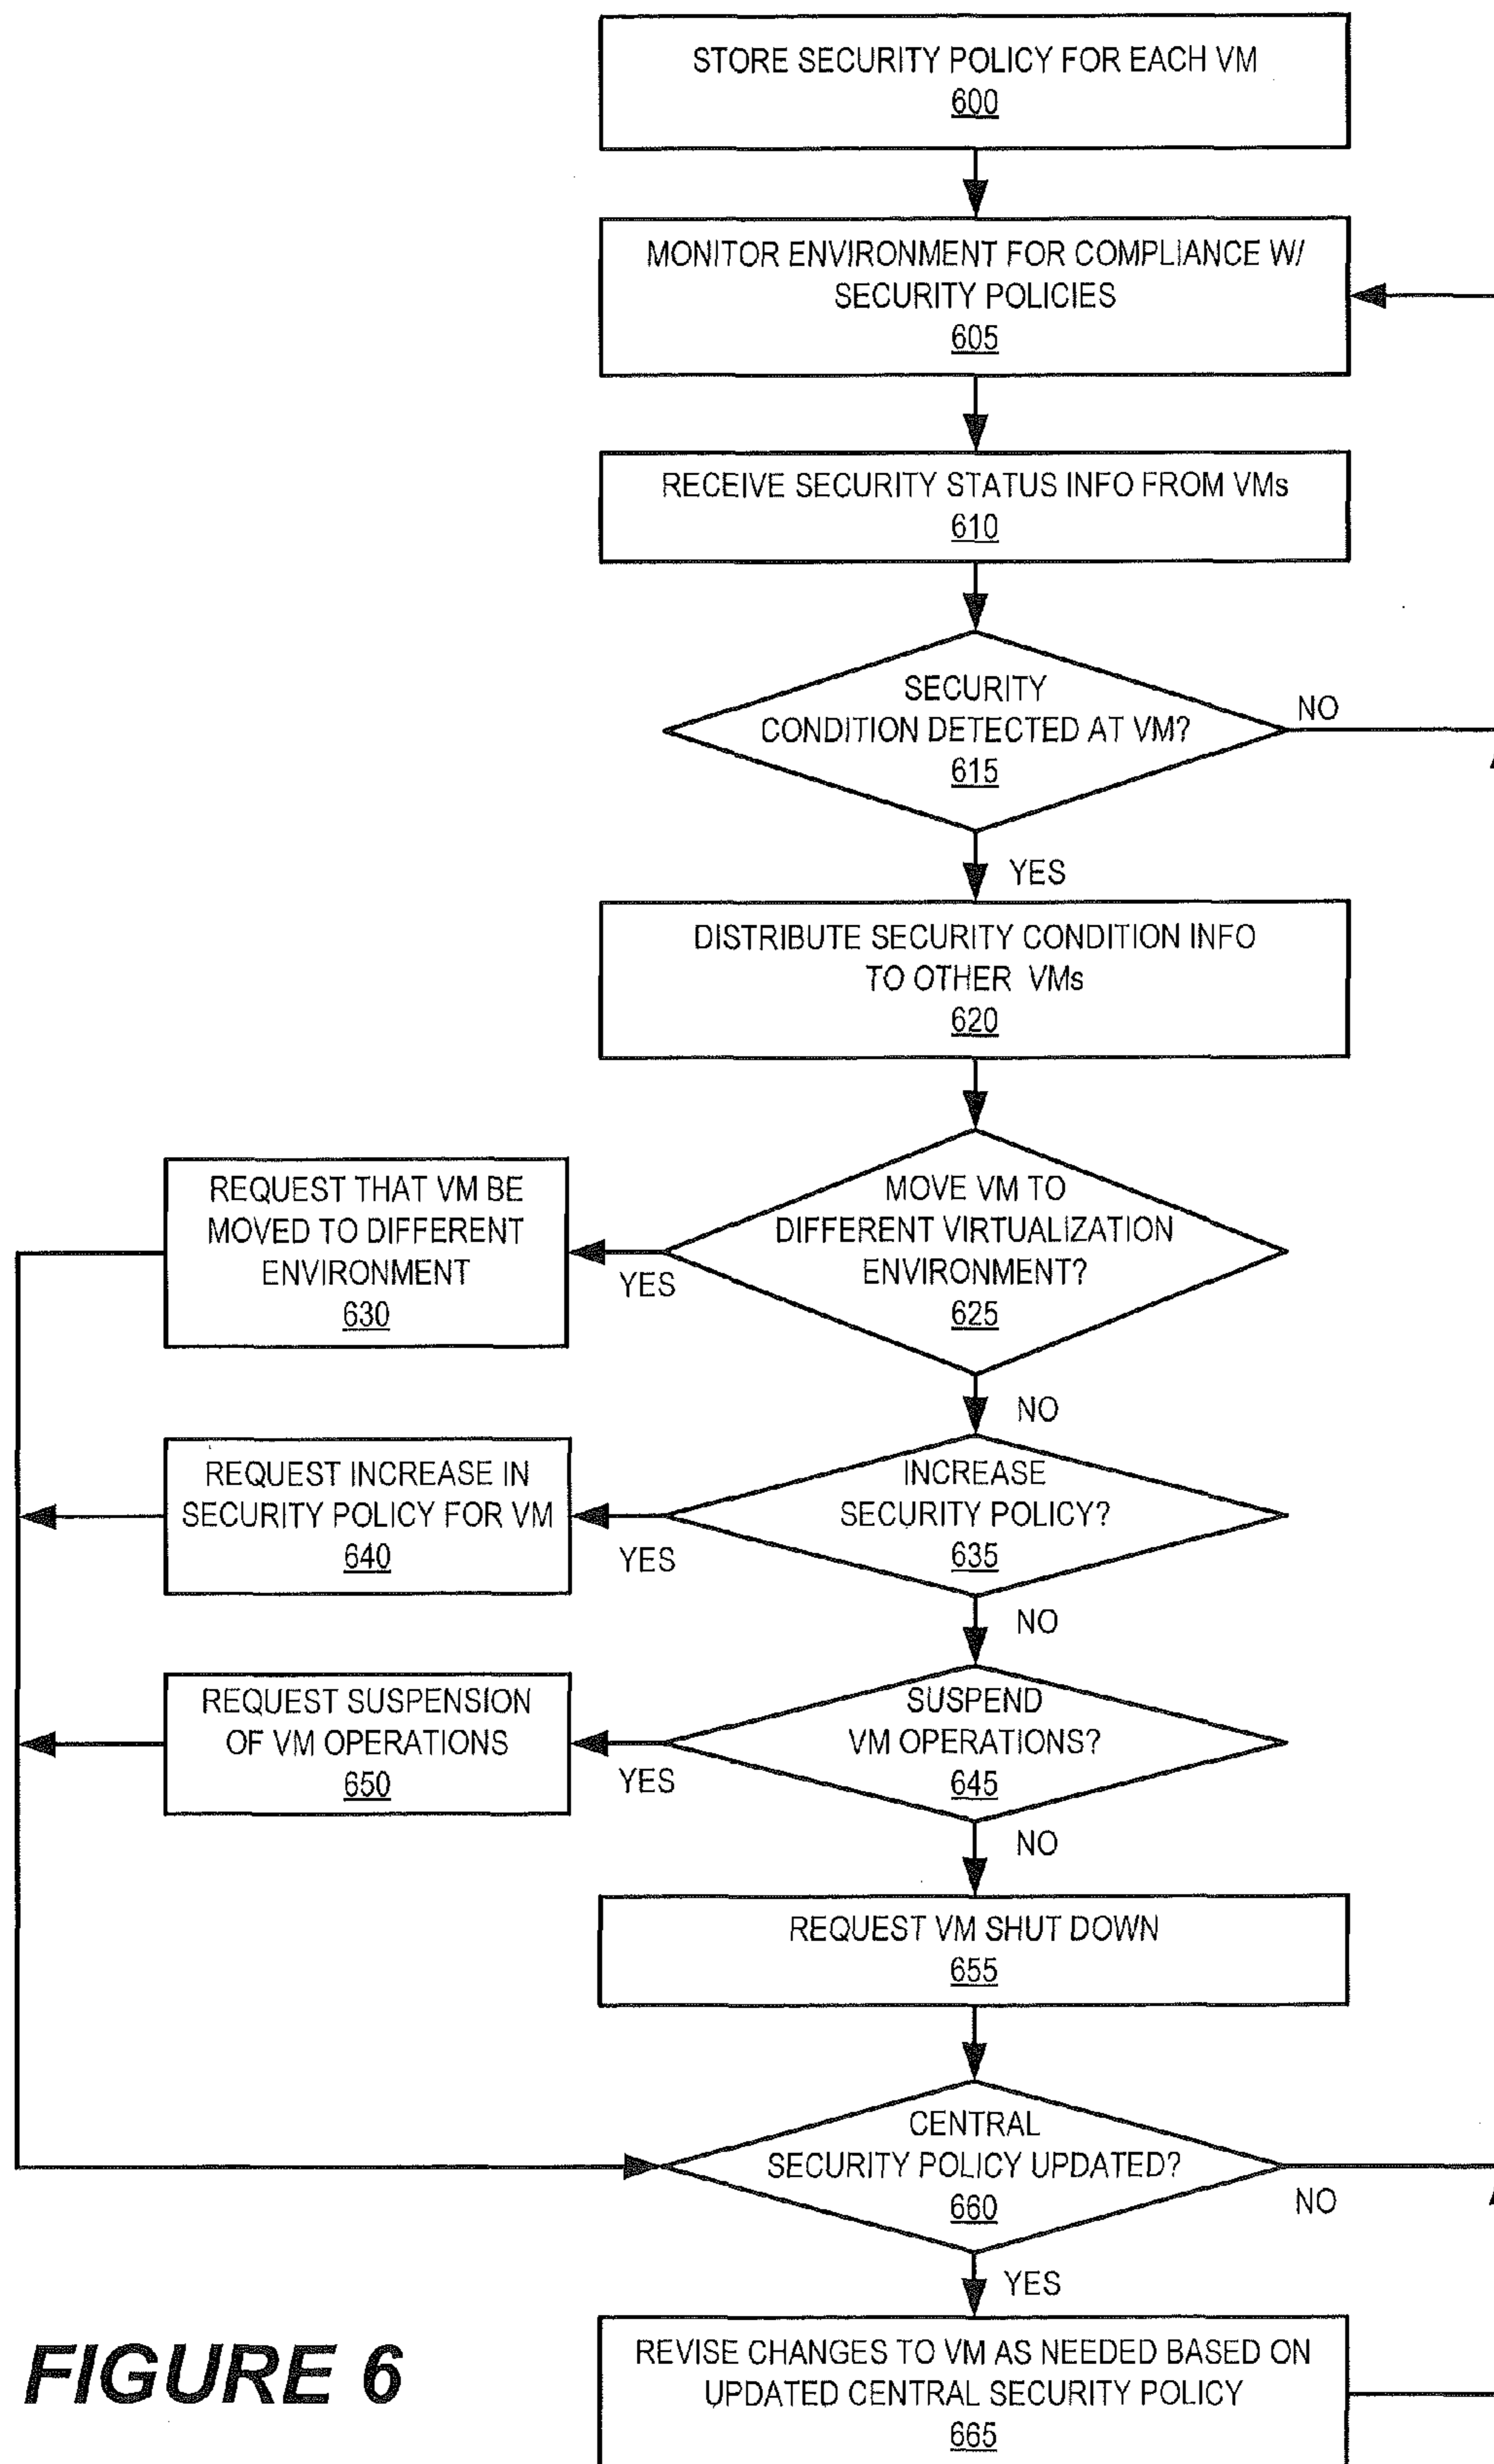 STORE SECURITY POLICY FOR EACH VM
600
MONITOR ENVIRONMENT FOR COMPLIANCE W/
SECURITY POLICIES
605
RECEIVE SECURITY STATUS INFO FROM VMs
610
SECURITY
CONDITION DETECTED AT VM?
615
NO
YES
DISTRIBUTE SECURITY CONDITION INFO
TO OTHER VMs
620
MOVE VM TO
DIFFERENT VIRTUALIZATION
ENVIRONMENT?
625
YES
REQUEST THAT VM BE
MOVED TO DIFFERENT
ENVIRONMENT
630
NO
INCREASE
SECURITY POLICY?
635
YES
REQUEST INCREASE IN
SECURITY POLICY FOR VM
640
NO
SUSPEND
VM OPERATIONS?
645
YES
REQUEST SUSPENSION
OF VM OPERATIONS
650
NO
REQUEST VM SHUT DOWN
655
CENTRAL
SECURITY POLICY UPDATED?
660
NO
YES
REVISE CHANGES TO VM AS NEEDED BASED ON
UPDATED CENTRAL SECURITY POLICY
665
FIGURE 6